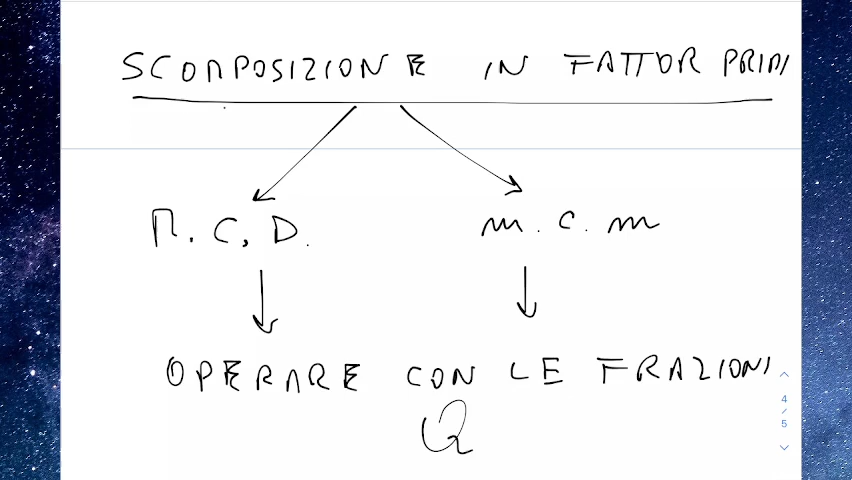 SCOMPOSIZIONE IN FATTOR PRIMI
M.C.D. m.c.m
OPERARE CON LE FRAZIONI
Q
4
/
5